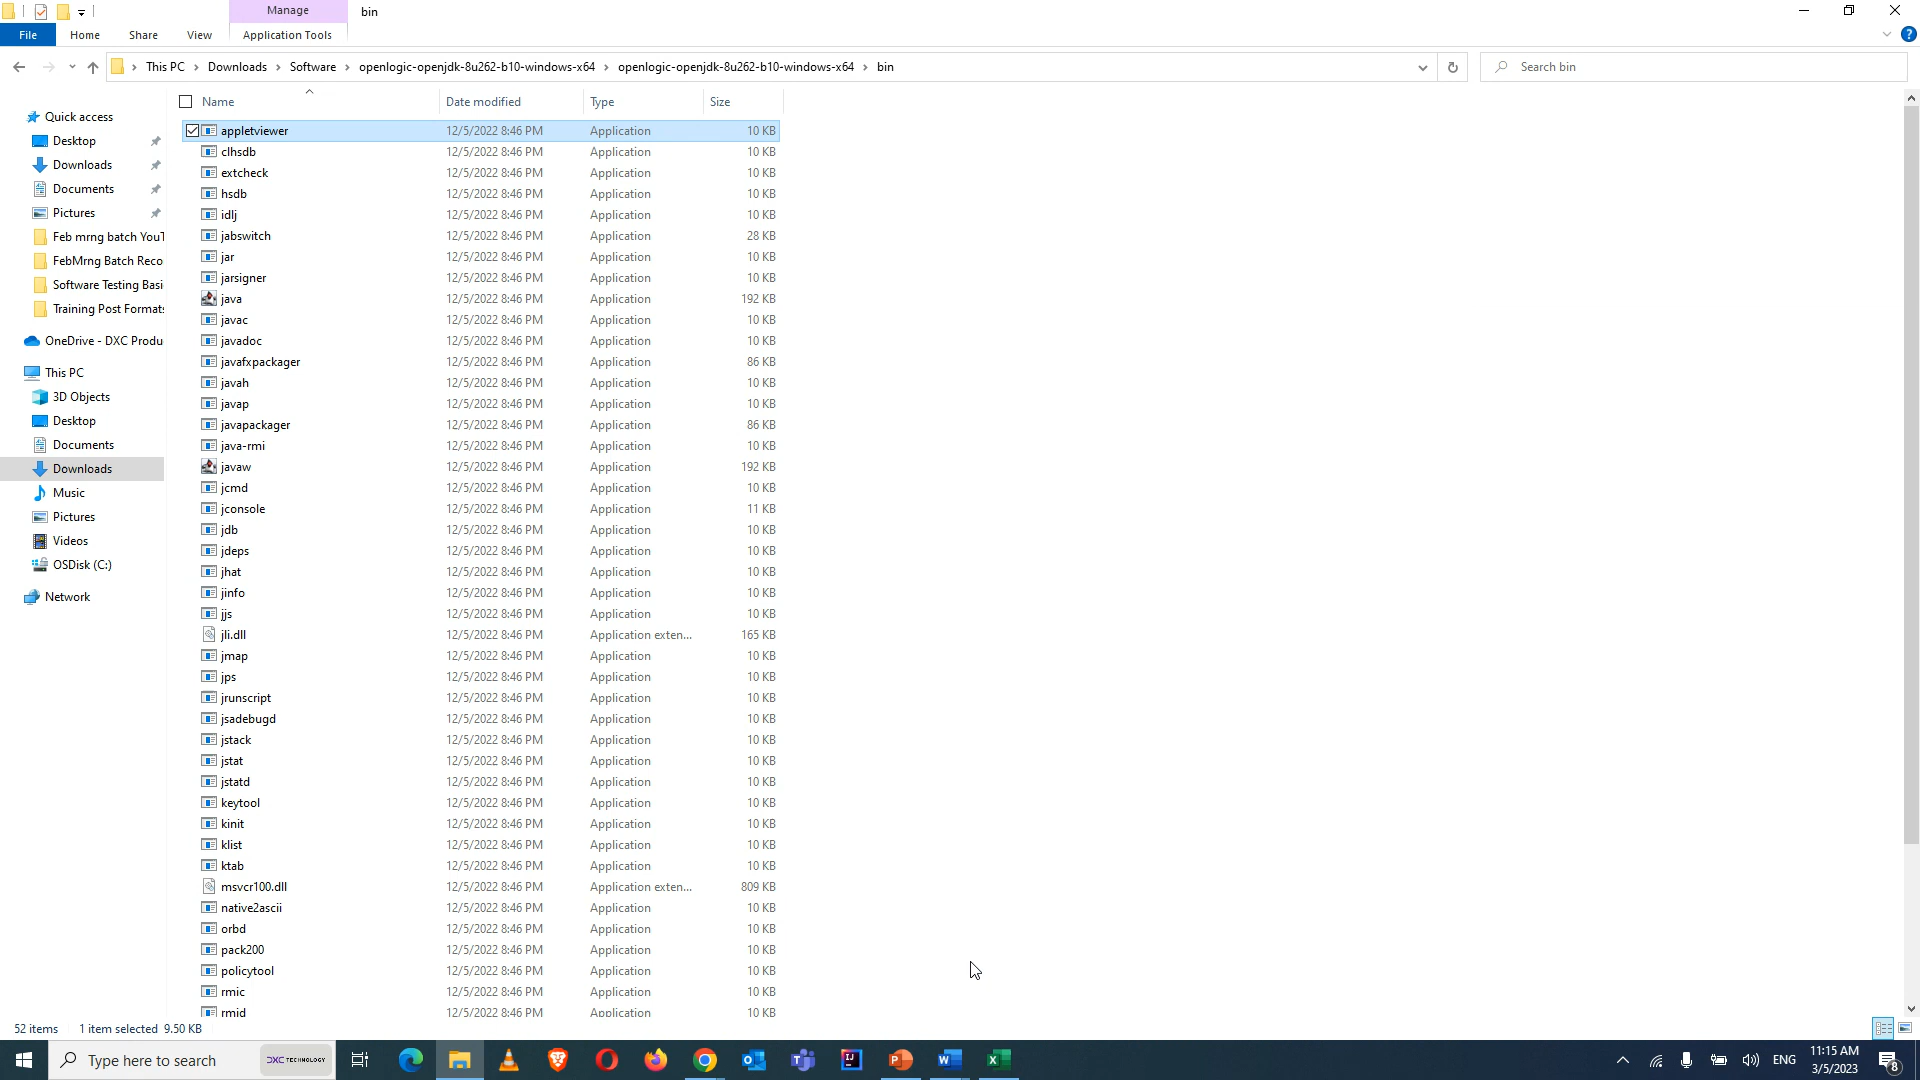 Manage bin
File Home Share View Application Tools
This PC Downloads Software openlogic-openjdk-8u262-b10-windows-x64 openlogic-openjdk-8u262-b10-windows-x64 bin Search bin
Name Date modified Type Size
Quick access
Desktop
Downloads
Documents
Pictures
Feb mrng batch YouT
FebMrng Batch Reco
Software Testing Basi
Training Post Formats
OneDrive - DXC Produ
This PC
3D Objects
Desktop
Documents
Downloads
Music
Pictures
Videos
OSDisk (C:)
Network
appletviewer 12/5/2022 8:46 PM Application 10 KB
clhsdb 12/5/2022 8:46 PM Application 10 KB
extcheck 12/5/2022 8:46 PM Application 10 KB
hsdb 12/5/2022 8:46 PM Application 10 KB
idlj 12/5/2022 8:46 PM Application 10 KB
jabswitch 12/5/2022 8:46 PM Application 28 KB
jar 12/5/2022 8:46 PM Application 10 KB
jarsigner 12/5/2022 8:46 PM Application 10 KB
java 12/5/2022 8:46 PM Application 192 KB
javac 12/5/2022 8:46 PM Application 10 KB
javadoc 12/5/2022 8:46 PM Application 10 KB
javafxpackager 12/5/2022 8:46 PM Application 86 KB
javah 12/5/2022 8:46 PM Application 10 KB
javap 12/5/2022 8:46 PM Application 10 KB
javapackager 12/5/2022 8:46 PM Application 86 KB
java-rmi 12/5/2022 8:46 PM Application 10 KB
javaw 12/5/2022 8:46 PM Application 192 KB
jcmd 12/5/2022 8:46 PM Application 10 KB
jconsole 12/5/2022 8:46 PM Application 11 KB
jdb 12/5/2022 8:46 PM Application 10 KB
jdeps 12/5/2022 8:46 PM Application 10 KB
jhat 12/5/2022 8:46 PM Application 10 KB
jinfo 12/5/2022 8:46 PM Application 10 KB
jjs 12/5/2022 8:46 PM Application 10 KB
jli.dll 12/5/2022 8:46 PM Application exten... 165 KB
jmap 12/5/2022 8:46 PM Application 10 KB
jps 12/5/2022 8:46 PM Application 10 KB
jrunscript 12/5/2022 8:46 PM Application 10 KB
jsadebugd 12/5/2022 8:46 PM Application 10 KB
jstack 12/5/2022 8:46 PM Application 10 KB
jstat 12/5/2022 8:46 PM Application 10 KB
jstatd 12/5/2022 8:46 PM Application 10 KB
keytool 12/5/2022 8:46 PM Application 10 KB
kinit 12/5/2022 8:46 PM Application 10 KB
klist 12/5/2022 8:46 PM Application 10 KB
ktab 12/5/2022 8:46 PM Application 10 KB
msvcr100.dll 12/5/2022 8:46 PM Application exten... 809 KB
native2ascii 12/5/2022 8:46 PM Application 10 KB
orbd 12/5/2022 8:46 PM Application 10 KB
pack200 12/5/2022 8:46 PM Application 10 KB
policytool 12/5/2022 8:46 PM Application 10 KB
rmic 12/5/2022 8:46 PM Application 10 KB
rmid 12/5/2022 8:46 PM Application 10 KB
52 items 1 item selected 9.50 KB
Type here to search DXC TECHNOLOGY ENG 11:15 AM
3/5/2023 8